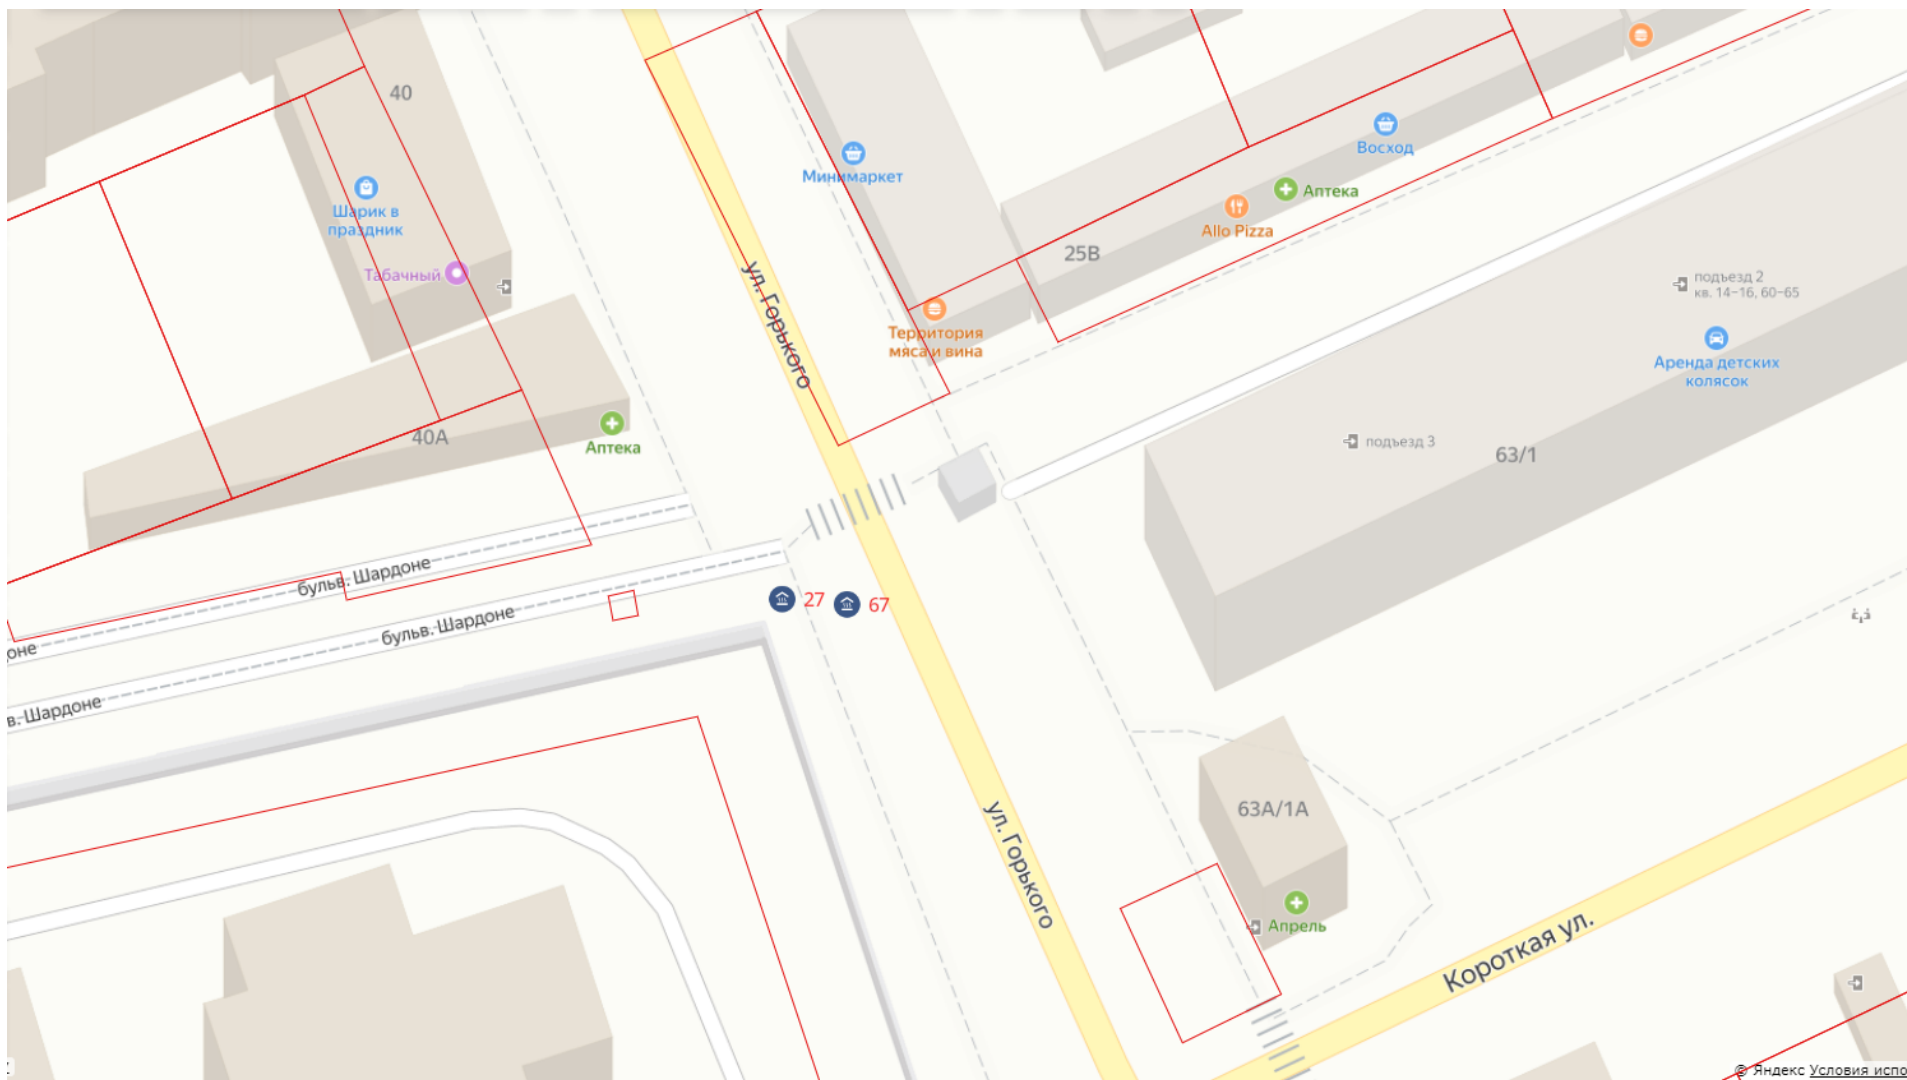 40
Минимаркет
Восход
Аптека
Allo Pizza
25В
Шарик в
праздник
Табачный
ул. Горького
Территория
мяса и вина
подъезд 2
кв. 14–16, 60–65
Аренда детских
колясок
40А
Аптека
подъезд 3
63/1
бульв. Шардоне
27
67
бульв. Шардоне
оне
в. Шардоне
63А/1А
ул. Горького
Апрель
Короткая ул.
© Яндекс Условия испо